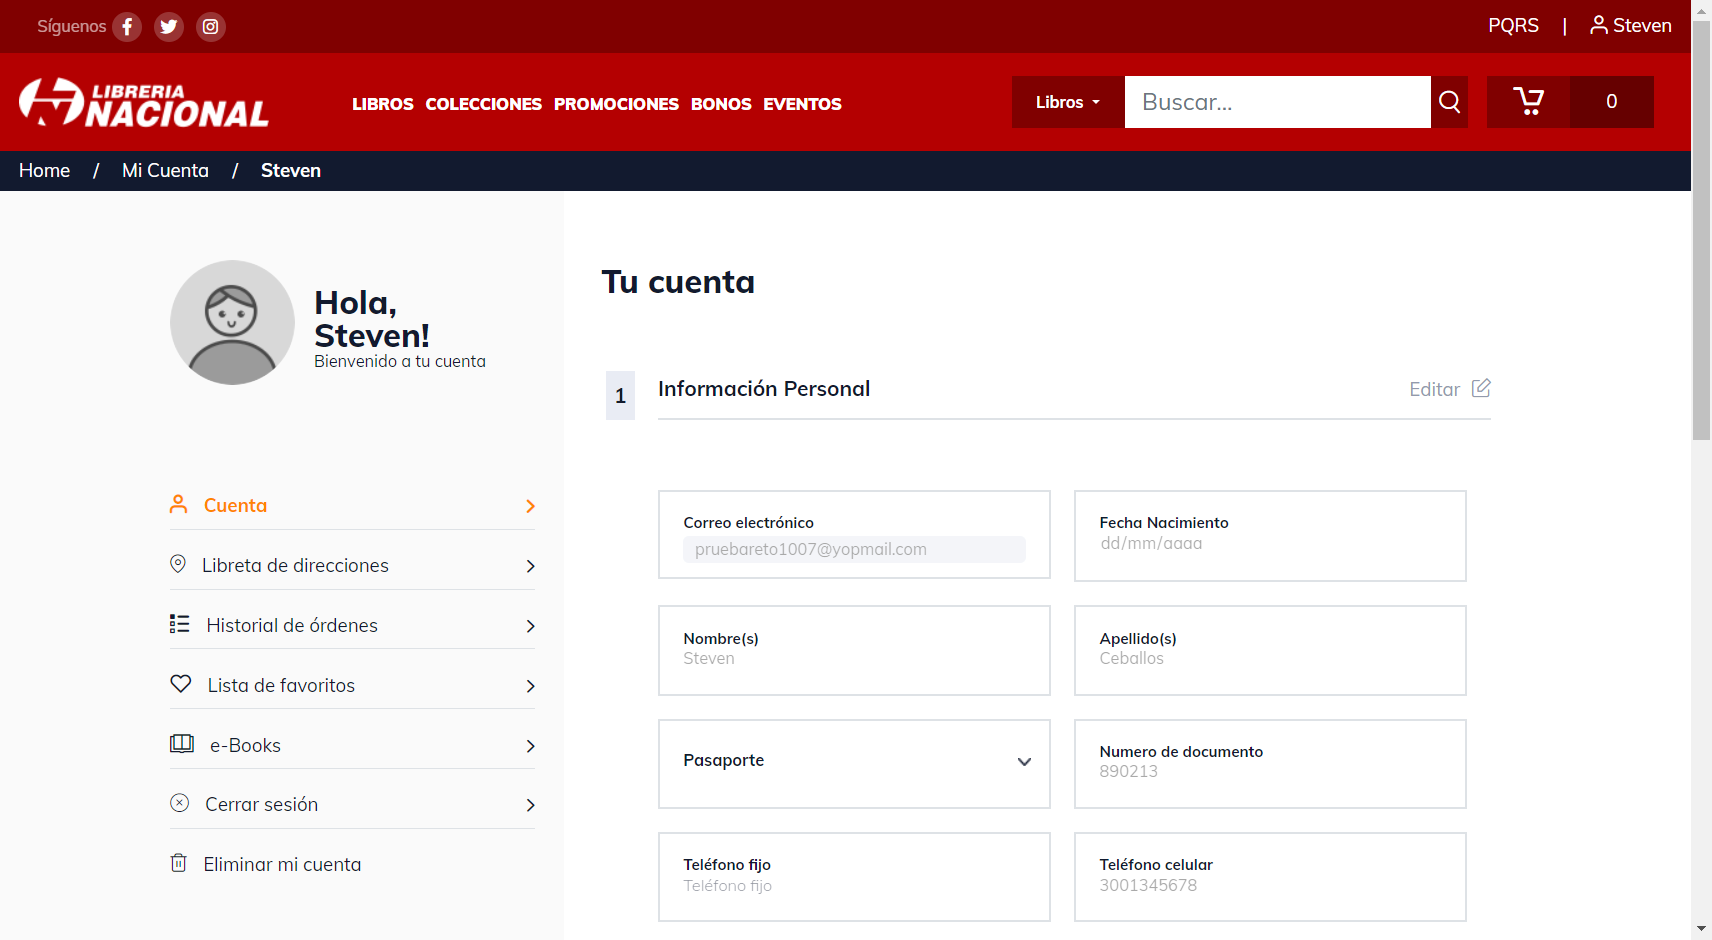 Síguenos
PQRS | Steven
LIBRERIA
NACIONAL
LIBROS COLECCIONES PROMOCIONES BONOS EVENTOS
Libros
Buscar...
0
Home / Mi Cuenta / Steven
Hola,
Steven!
Bienvenido a tu cuenta
Cuenta
Libreta de direcciones
Historial de órdenes
Lista de favoritos
e-Books
Cerrar sesión
Eliminar mi cuenta
Tu cuenta
1 Información Personal
Editar
Correo electrónico
pruebareto1007@yopmail.com
Fecha Nacimiento
dd/mm/aaaa
Nombre(s)
Steven
Apellido(s)
Ceballos
Pasaporte
Numero de documento
890213
Teléfono fijo
Teléfono fijo
Teléfono celular
3001345678